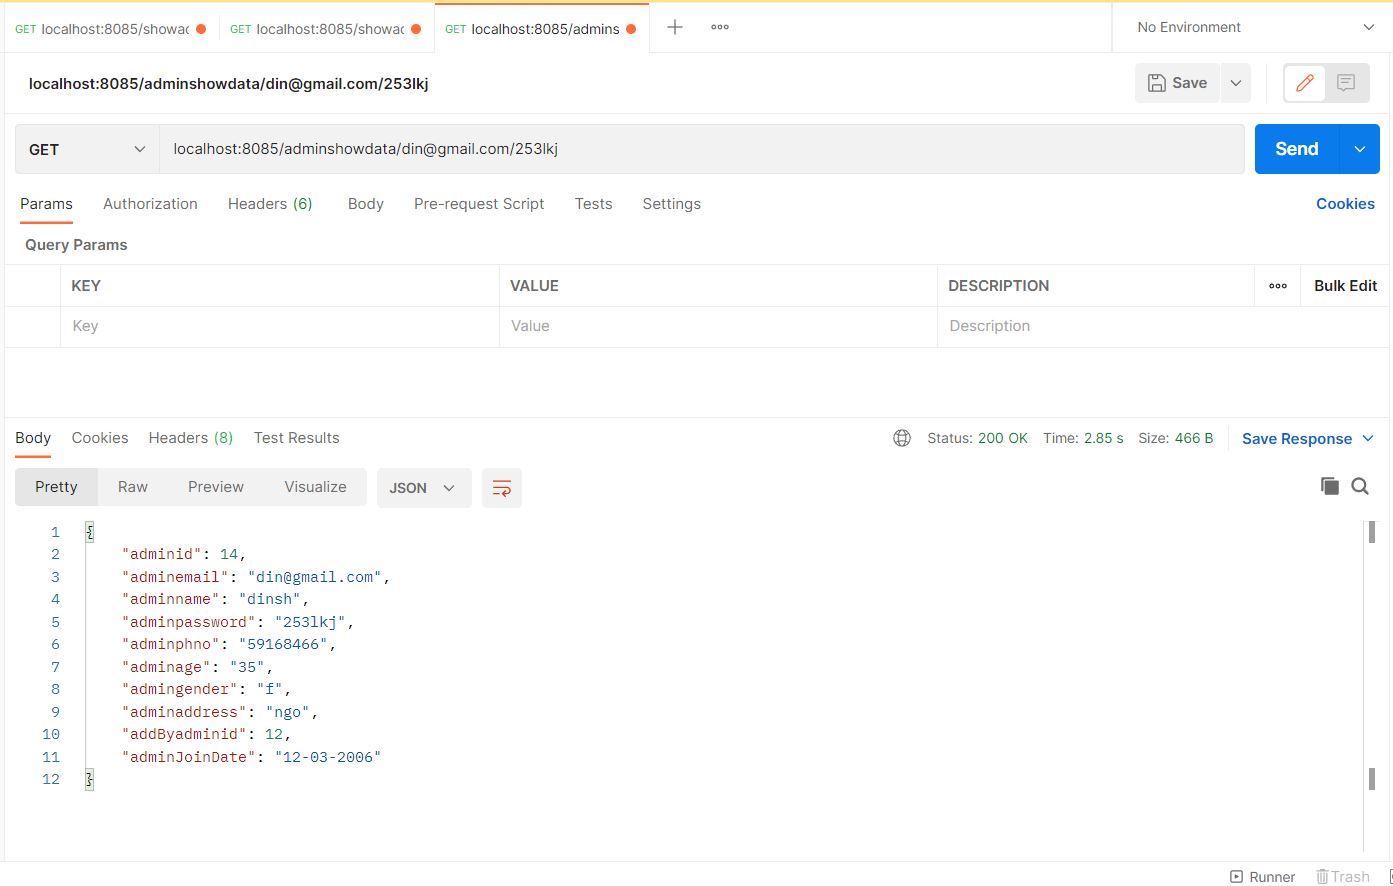 GET localhost:8085/showac GET localhost:8085/showac GET localhost:8085/admins No Environment
localhost:8085/adminshowdata/din@gmail.com/253lkj Save
GET localhost:8085/adminshowdata/din@gmail.com/253lkj Send
Params Authorization Headers (6) Body Pre-request Script Tests Settings Cookies
Query Params
KEY VALUE DESCRIPTION Bulk Edit
Key Value Description
Body Cookies Headers (8) Test Results Status: 200 OK Time: 2.85 s Size: 466 B Save Response
Pretty Raw Preview Visualize JSON
1 {
2 "adminid": 14,
3 "adminemail": "din@gmail.com",
4 "adminname": "dinsh",
5 "adminpassword": "253lkj",
6 "adminphno": "59168466",
7 "adminage": "35",
8 "admingender": "f",
9 "adminaddress": "ngo",
10 "addByadminid": 12,
11 "adminJoinDate": "12-03-2006"
12 }
Runner Trash